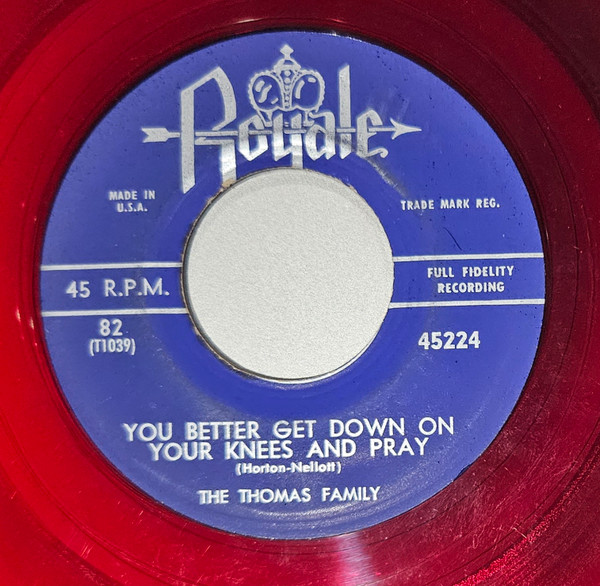 Royale
MADE IN
U.S.A.
TRADE MARK REG.
45 R.P.M.
FULL FIDELITY
RECORDING
82
(T1039)
45224
YOU BETTER GET DOWN ON
YOUR KNEES AND PRAY
(Horton-Nellott)
THE THOMAS FAMILY